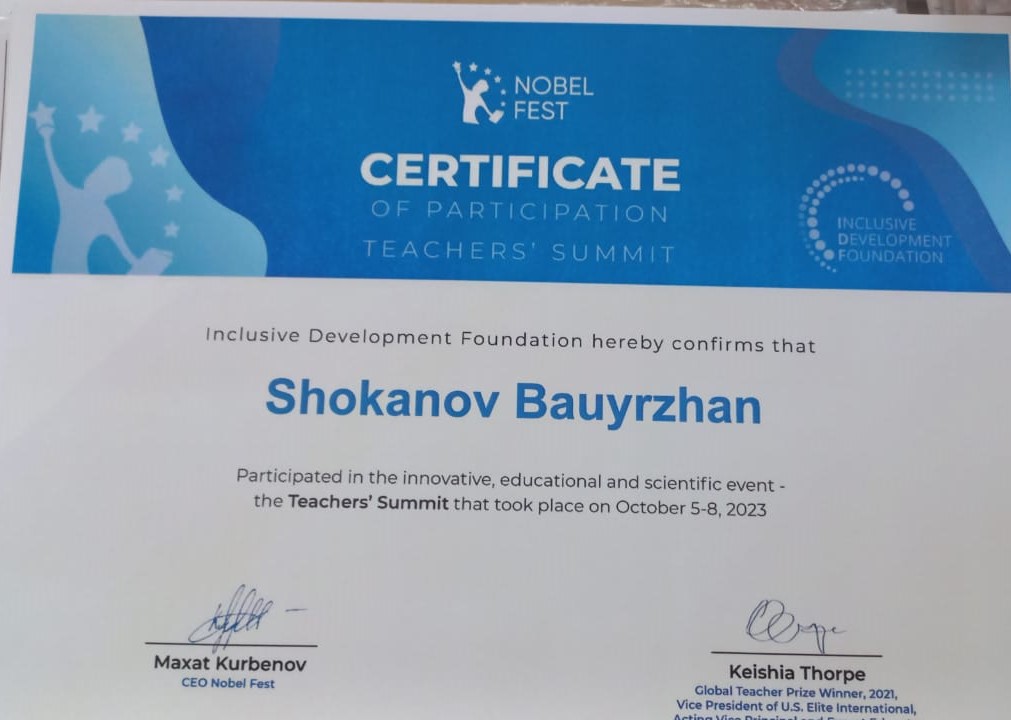 NOBEL
FEST
CERTIFICATE
OF PARTICIPATION
TEACHERS' SUMMIT
INCLUSIVE
DEVELOPMENT
FOUNDATION
Inclusive Development Foundation hereby confirms that
Shokanov Bauyrzhan
Participated in the innovative, educational and scientific event -
the Teachers' Summit that took place on October 5-8, 2023
Maxat Kurbenov
CEO Nobel Fest
Keishia Thorpe
Global Teacher Prize Winner, 2021,
Vice President of U.S. Elite International,
Acting Vice Principal and